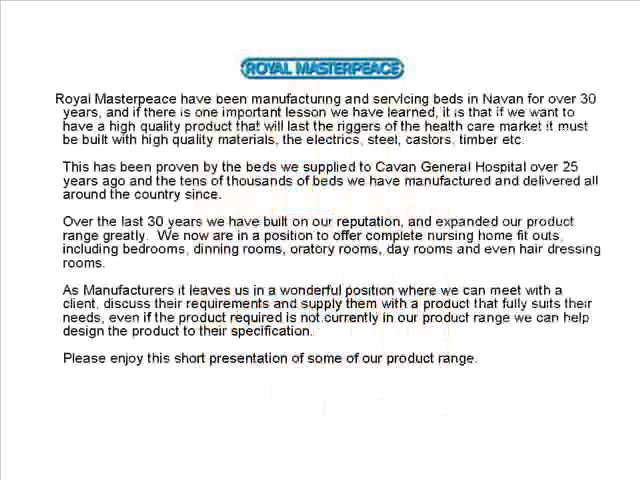 ROYAL MASTERPEACE
Royal Masterpeace have been manufacturing and servicing beds in Navan for over 30
years, and if there is one important lesson we have learned, it is that if we want to
have a high quality product that will last the riggers of the health care market it must
be built with high quality materials, the electrics, steel, castors, timber etc.
This has been proven by the beds we supplied to Cavan General Hospital over 25
years ago and the tens of thousands of beds we have manufactured and delivered all
around the country since.
Over the last 30 years we have built on our reputation, and expanded our product
range greatly. We now are in a position to offer complete nursing home fit outs,
including bedrooms, dinning rooms, oratory rooms, day rooms and even hair dressing
rooms.
As Manufacturers it leaves us in a wonderful position where we can meet with a
client, discuss their requirements and supply them with a product that fully suits their
needs, even if the product required is not currently in our product range we can help
design the product to their specification.
Please enjoy this short presentation of some of our product range.